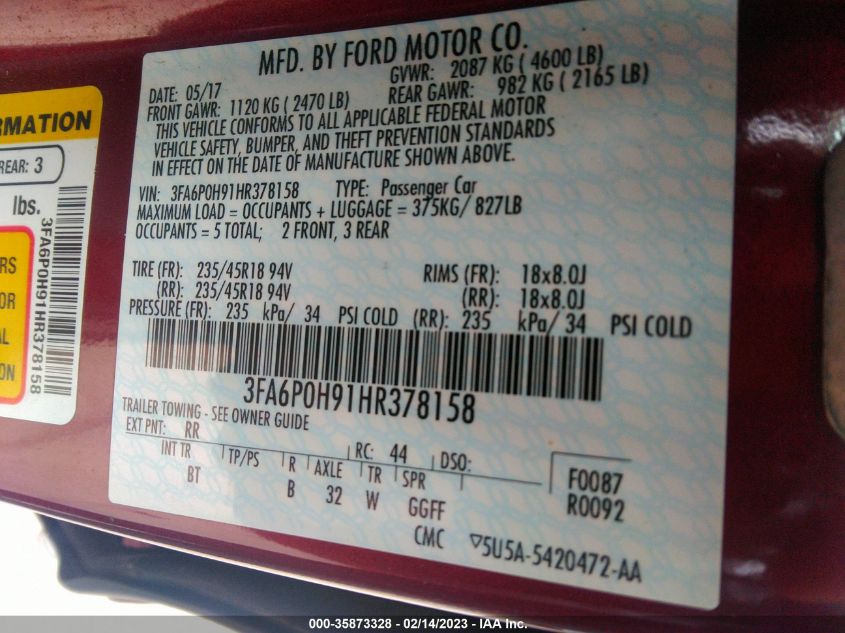 MFD. BY FORD MOTOR CO.
DATE: 05/17 GVWR: 2087 KG ( 4600 LB)
FRONT GAWR: 1120 KG ( 2470 LB) REAR GAWR: 982 KG ( 2165 LB)
THIS VEHICLE CONFORMS TO ALL APPLICABLE FEDERAL MOTOR
VEHICLE SAFETY, BUMPER, AND THEFT PREVENTION STANDARDS
IN EFFECT ON THE DATE OF MANUFACTURE SHOWN ABOVE.
VIN: 3FA6P0H91HR378158 TYPE: Passenger Car
MAXIMUM LOAD = OCCUPANTS + LUGGAGE = 375KG/ 827LB
OCCUPANTS = 5 TOTAL; 2 FRONT, 3 REAR
TIRE (FR): 235/45R18 94V RIMS (FR): 18x8.0J
(RR): 235/45R18 94V (RR): 18x8.0J
PRESSURE (FR): 235 kPa/ 34 PSI COLD (RR): 235 kPa/ 34 PSI COLD
3FA6P0H91HR378158
TRAILER TOWING - SEE OWNER GUIDE
EXT PNT: RR RC: 44 DSO:
INT TR TP/PS R AXLE TR SPR F0087
BT B 32 W GGFF R0092
CMC ▽5U5A-5420472-AA
RMATION
REAR: 3
lbs.
3FA6P0H91HR378158
RS
OR
AL
ON
000-35873328 - 02/14/2023 - IAA Inc.